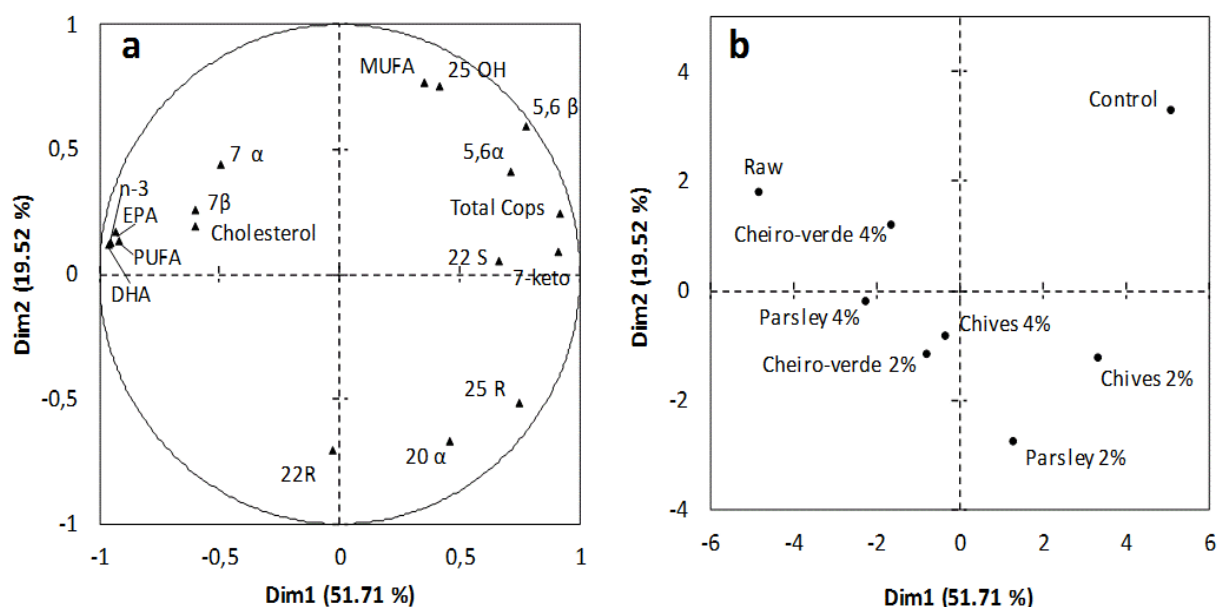 a
1
0,5
0
-0,5
-1
Dim2 (19.52 %)
MUFA
25 OH
5,6 β
5,6α
7 α
n-3
7β
EPA
Cholesterol
Total Cops
PUFA
22 S
7-keto
DHA
25 R
22R
20 α
-1
-0,5
0
0,5
1
Dim1 (51.71 %)
b
4
2
0
-2
-4
Dim2 (19.52 %)
Control
Raw
Cheiro-verde 4%
Parsley 4%
Chives 4%
Cheiro-verde 2%
Chives 2%
Parsley 2%
-6
-4
-2
0
2
4
6
Dim1 (51.71 %)